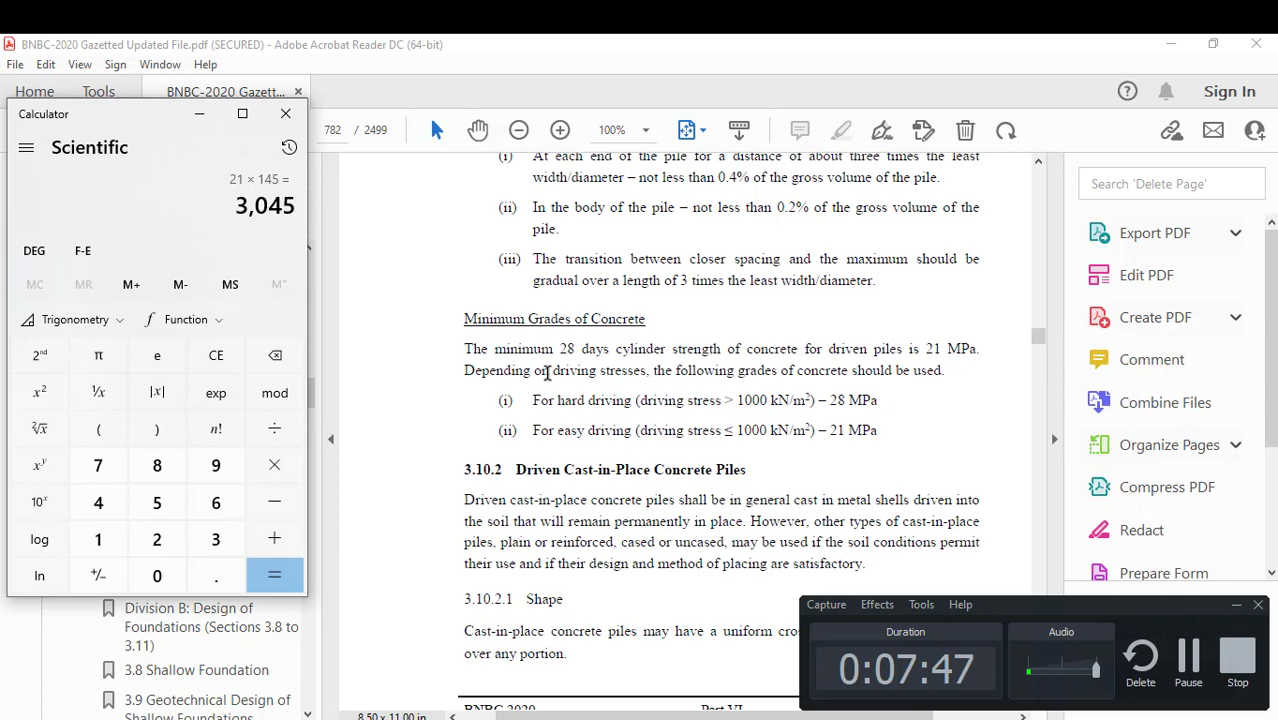 BNBC-2020 Gazetted Updated File.pdf (SECURED) - Adobe Acrobat Reader DC (64-bit)
File Edit View Sign Window Help
Home Tools BNBC-2020 Gazett... Sign In
782 / 2499 100%
Calculator
Scientific
21 × 145 =
3,045
DEG F-E
MC MR M+ M- MS M˅
Trigonometry Function
2ⁿᵈ π e CE
x² ¹/x |x| exp mod
²√x ( ) n! ÷
xʸ 7 8 9 ×
10ˣ 4 5 6 −
log 1 2 3 +
ln +/− 0 . =
Division B: Design of
Foundations (Sections 3.8 to
3.11)
3.8 Shallow Foundation
3.9 Geotechnical Design of
Shallow Foundations
(i) At each end of the pile for a distance of about three times the least
width/diameter – not less than 0.4% of the gross volume of the pile.
(ii) In the body of the pile – not less than 0.2% of the gross volume of the
pile.
(iii) The transition between closer spacing and the maximum should be
gradual over a length of 3 times the least width/diameter.
Minimum Grades of Concrete
The minimum 28 days cylinder strength of concrete for driven piles is 21 MPa.
Depending on driving stresses, the following grades of concrete should be used.
(i) For hard driving (driving stress > 1000 kN/m²) – 28 MPa
(ii) For easy driving (driving stress ≤ 1000 kN/m²) – 21 MPa
3.10.2 Driven Cast-in-Place Concrete Piles
Driven cast-in-place concrete piles shall be in general cast in metal shells driven into
the soil that will remain permanently in place. However, other types of cast-in-place
piles, plain or reinforced, cased or uncased, may be used if the soil conditions permit
their use and if their design and method of placing are satisfactory.
3.10.2.1 Shape
Cast-in-place concrete piles may have a uniform
over any portion.
BNBC 2020 Part VI
8.50 x 11.00 in
Search 'Delete Page'
Export PDF
Edit PDF
Create PDF
Comment
Combine Files
Organize Pages
Compress PDF
Redact
Prepare Form
Capture Effects Tools Help
Duration Audio
0:07:47
Delete Pause Stop